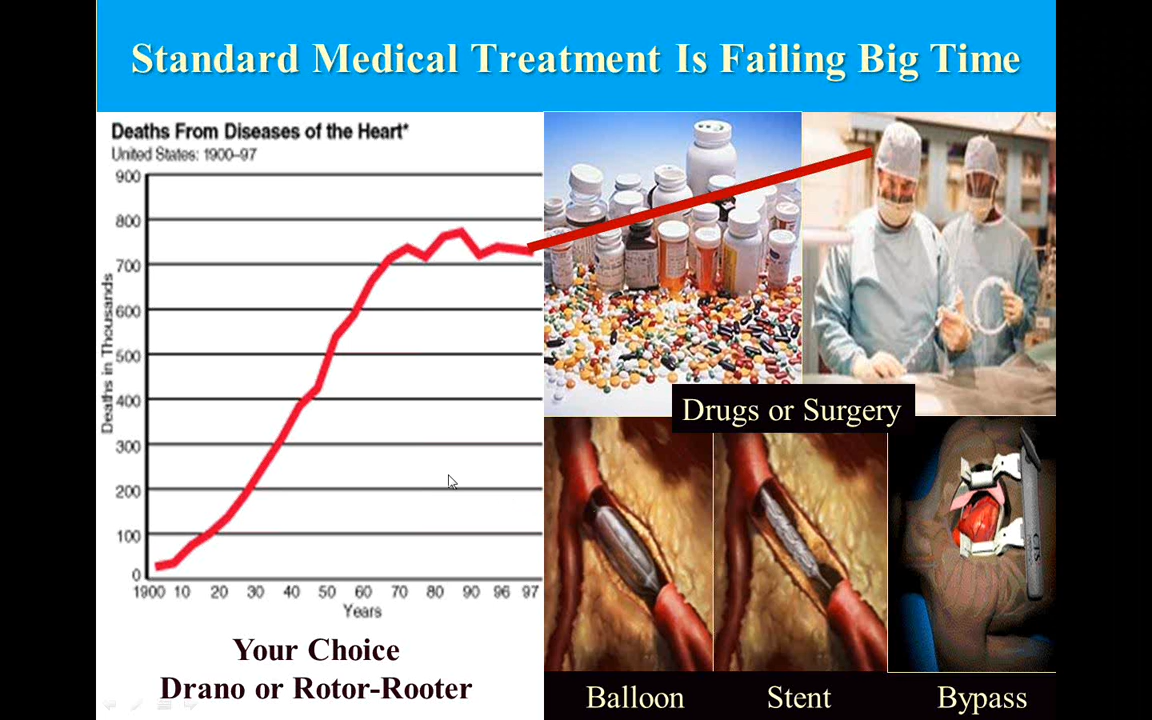 Standard Medical Treatment Is Failing Big Time
Deaths From Diseases of the Heart*
United States: 1900–97
900
800
700
600
500
400
300
200
100
0
Deaths in Thousands
1900 10 20 30 40 50 60 70 80 90 96 97
Years
Your Choice
Drano or Rotor-Rooter
Drugs or Surgery
Balloon
Stent
Bypass